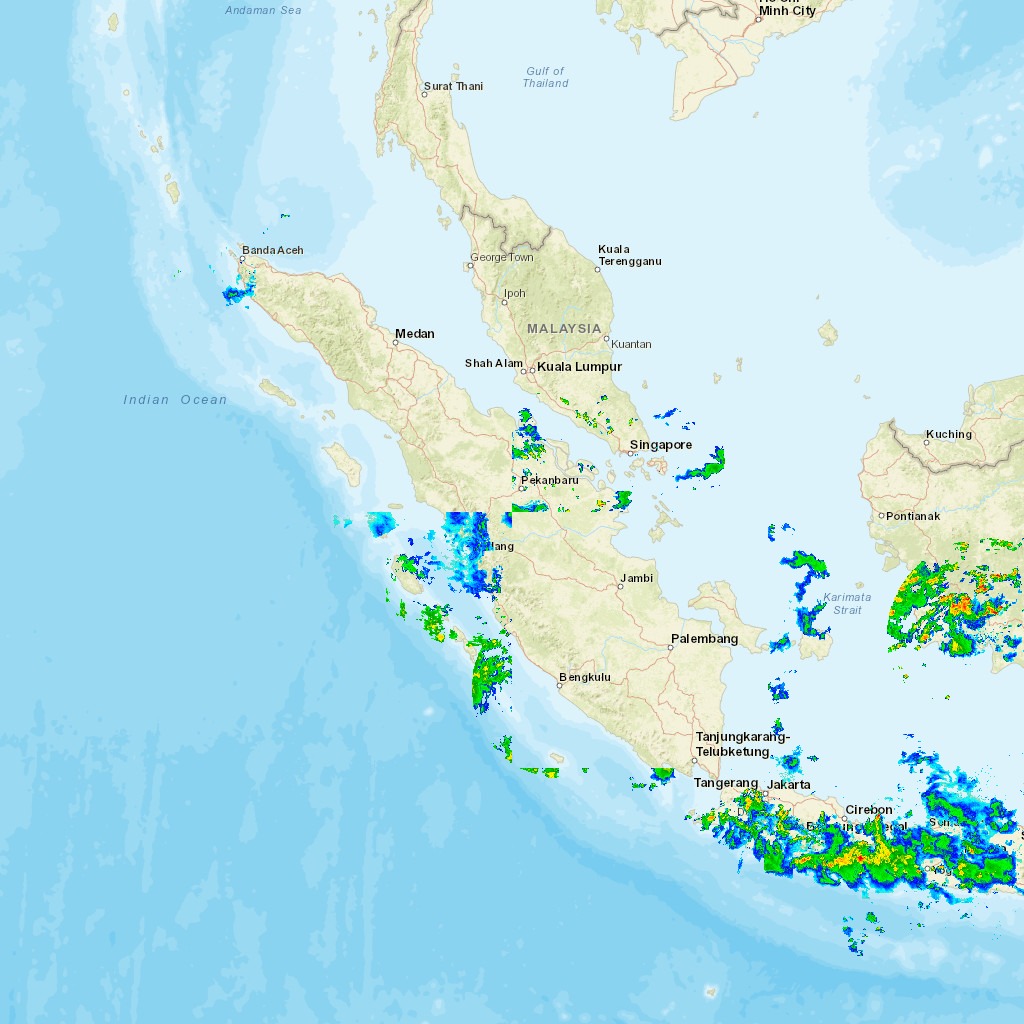 Andaman Sea
Minh City
Gulf of
Thailand
Surat Thani
Banda Aceh
George Town
Kuala
Terengganu
Ipoh
MALAYSIA
Medan
Kuantan
Shah Alam
Kuala Lumpur
Indian Ocean
Kuching
Singapore
Pekanbaru
Pontianak
Jambi
Karimata
Strait
Palembang
Bengkulu
Tanjungkarang-
Telubketung
Tangerang
Jakarta
Cirebon